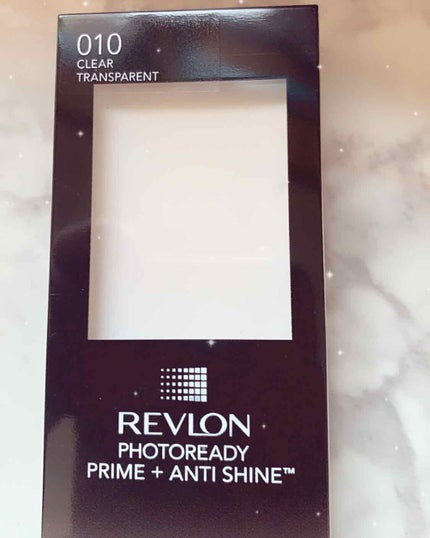 010
CLEAR
TRANSPARENT
REVLON
PHOTOREADY
PRIME + ANTI SHINE™